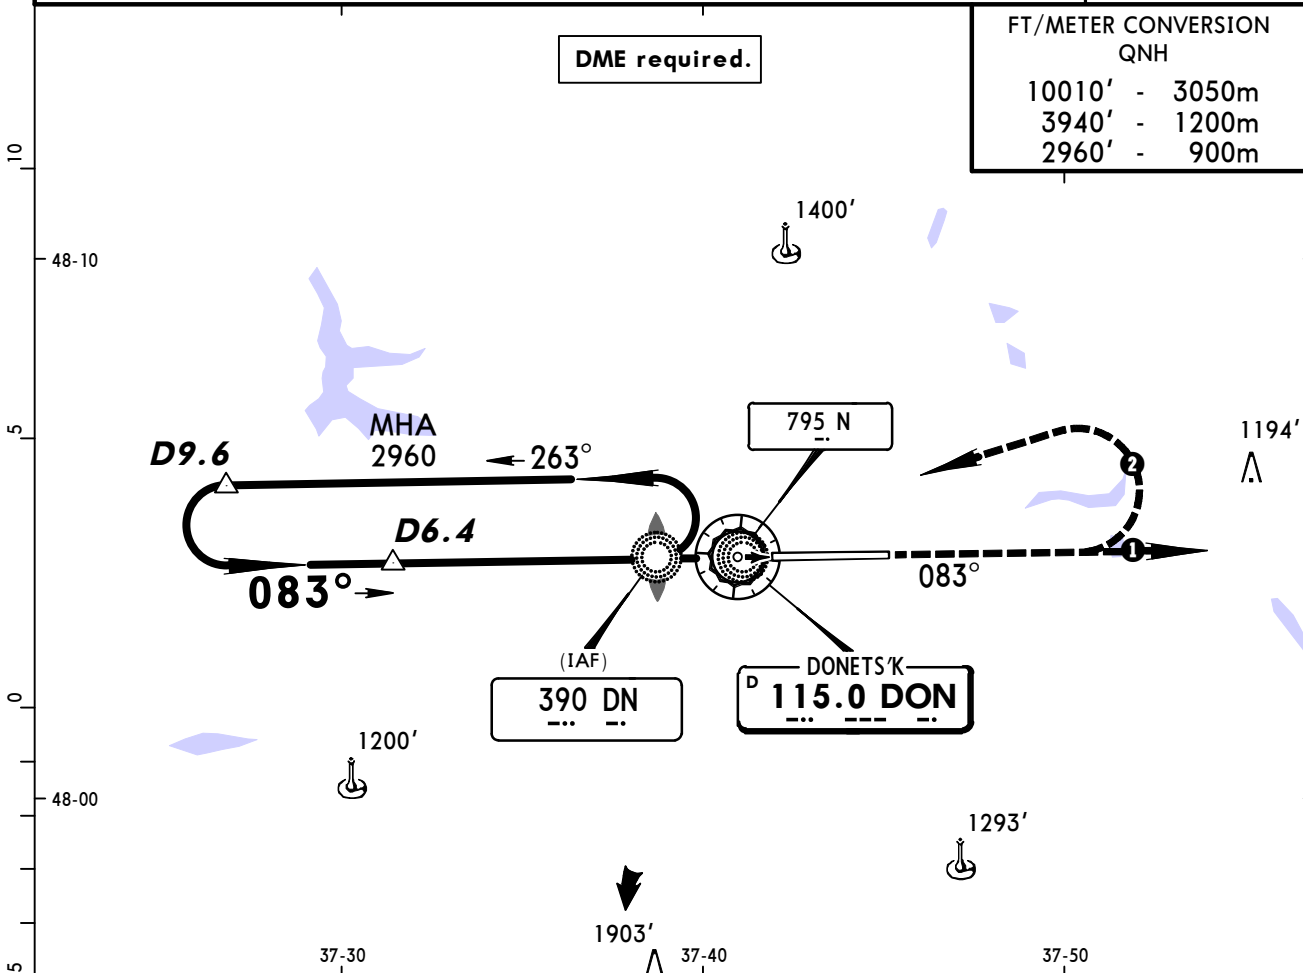 FT/METER CONVERSION
QNH
10010' - 3050m
3940' - 1200m
2960' - 900m
DME required.
10
1400'
48-10
5
MHA
2960
263°
D9.6
795 N
1194'
2
D6.4
1
083°
083°
(IAF)
390 DN
DONETS'K
D 115.0 DON
0
1200'
48-00
1293'
1903'
5
37-30
37-40
37-50